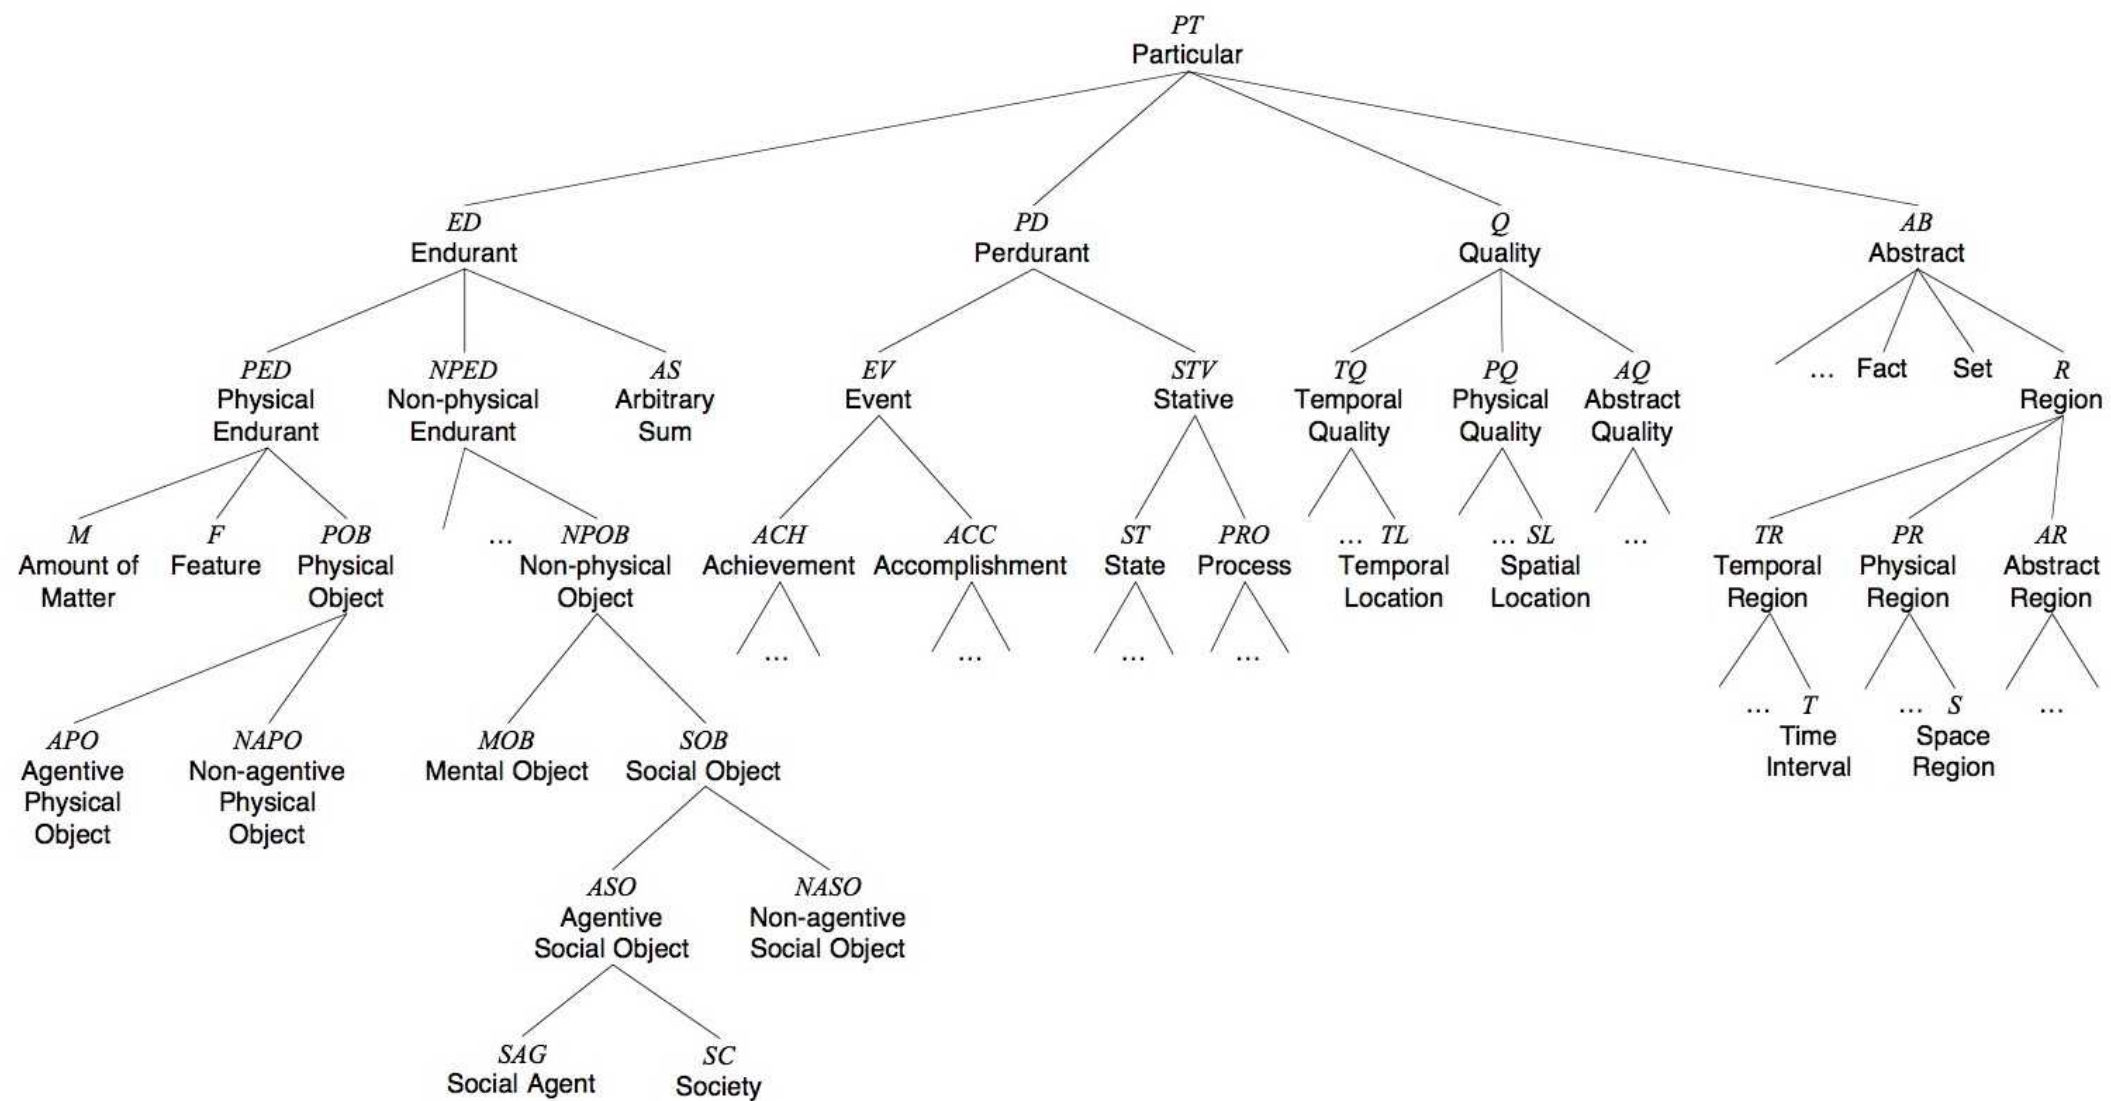 PT
Particular
ED
Endurant
PD
Perdurant
Q
Quality
AB
Abstract
PED
Physical
Endurant
NPED
Non-physical
Endurant
AS
Arbitrary
Sum
EV
Event
STV
Stative
TQ
Temporal
Quality
PQ
Physical
Quality
AQ
Abstract
Quality
...
Fact
Set
R
Region
M
Amount of
Matter
F
Feature
POB
Physical
Object
...
NPOB
Non-physical
Object
ACH
Achievement
...
ACC
Accomplishment
...
ST
State
...
PRO
Process
...
... TL
Temporal
Location
... SL
Spatial
Location
...
TR
Temporal
Region
PR
Physical
Region
AR
Abstract
Region
... T
Time
Interval
... S
Space
Region
...
APO
Agentive
Physical
Object
NAPO
Non-agentive
Physical
Object
MOB
Mental Object
SOB
Social Object
ASO
Agentive
Social Object
NASO
Non-agentive
Social Object
SAG
Social Agent
SC
Society